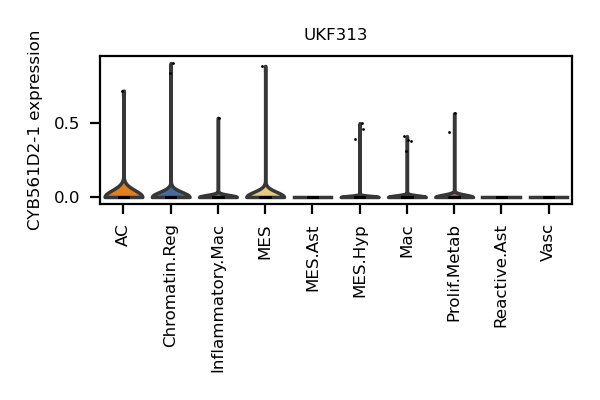 UKF313
CYB561D2-1 expression
0.5
0.0
AC
Chromatin.Reg
Inflammatory.Mac
MES
MES.Ast
MES.Hyp
Mac
Prolif.Metab
Reactive.Ast
Vasc